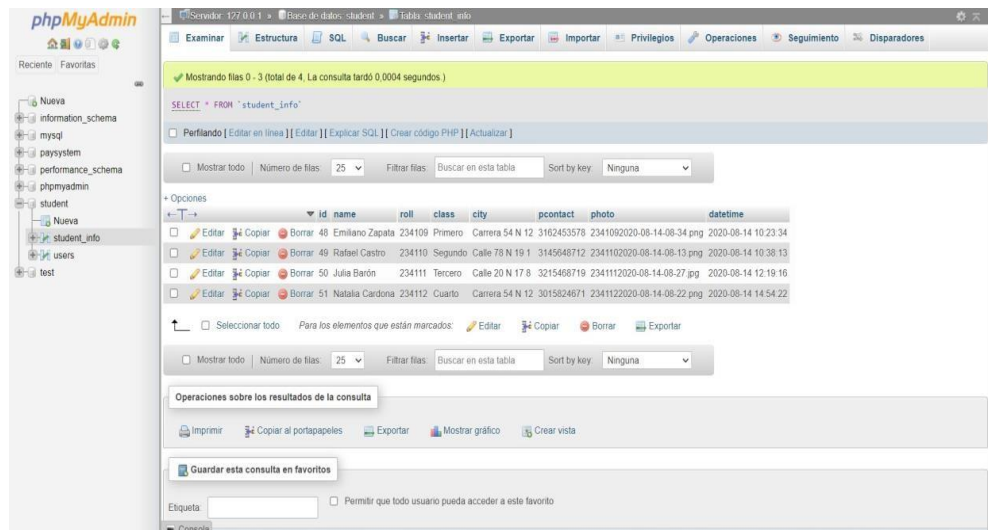 phpMyAdmin
Servidor: 127.0.0.1 » Base de datos: student » Tabla: student_info
Examinar Estructura SQL Buscar Insertar Exportar Importar Privilegios Operaciones Seguimiento Disparadores
Reciente Favoritas
Nueva
information_schema
mysql
paysystem
performance_schema
phpmyadmin
student
Nueva
student_info
users
test
Mostrando filas 0 - 3 (total de 4, La consulta tardó 0,0004 segundos.)
SELECT * FROM `student_info`
Perfilando [ Editar en línea ] [ Editar ] [ Explicar SQL ] [ Crear código PHP ] [ Actualizar ]
Mostrar todo | Número de filas: 25 Filtrar filas: Buscar en esta tabla Sort by key: Ninguna
+ Opciones
id name roll class city pcontact photo datetime
Editar Copiar Borrar 48 Emiliano Zapata 234109 Primero Carrera 54 N 12 3162453578 2341092020-08-14-08-34.png 2020-08-14 10:23:34
Editar Copiar Borrar 49 Rafael Castro 234110 Segundo Calle 78 N 19 1 3145648712 2341102020-08-14-08-13.png 2020-08-14 10:38:13
Editar Copiar Borrar 50 Julia Barón 234111 Tercero Calle 20 N 17 8 3215468719 2341112020-08-14-08-27.jpg 2020-08-14 12:19:16
Editar Copiar Borrar 51 Natalia Cardona 234112 Cuarto Carrera 54 N 12 3015824671 2341122020-08-14-08-22.png 2020-08-14 14:54:22
Seleccionar todo Para los elementos que están marcados: Editar Copiar Borrar Exportar
Mostrar todo | Número de filas: 25 Filtrar filas: Buscar en esta tabla Sort by key: Ninguna
Operaciones sobre los resultados de la consulta
Imprimir Copiar al portapapeles Exportar Mostrar gráfico Crear vista
Guardar esta consulta en favoritos
Etiqueta: Permitir que todo usuario pueda acceder a este favorito
Consola